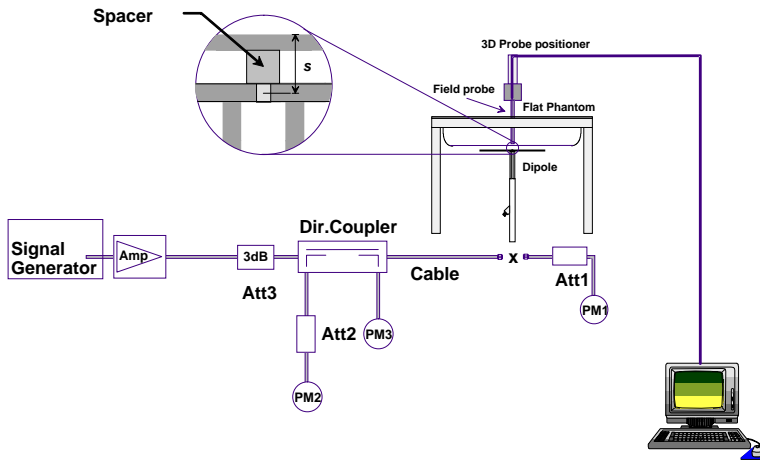 Spacer
s
3D Probe positioner
Field probe
Flat Phantom
Dipole
Signal
Generator
Amp
3dB
Att3
Dir.Coupler
Cable
x
Att1
PM1
Att2
PM3
PM2